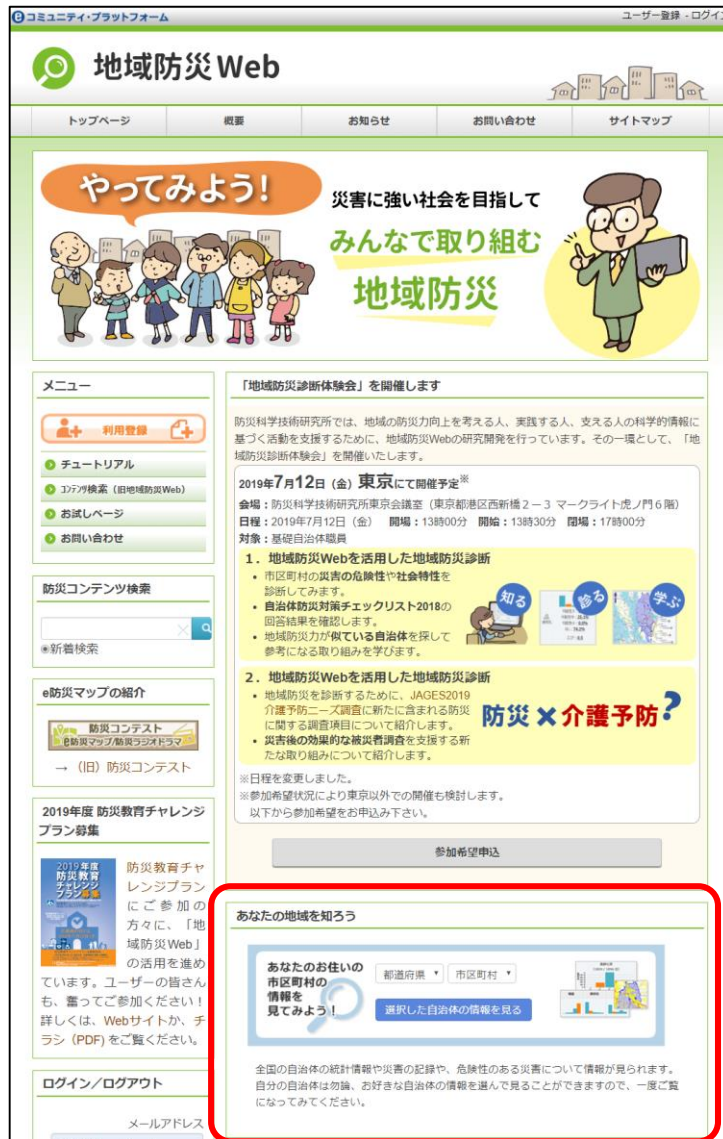 eコミュニティ・プラットフォーム
ユーザー登録 - ログイン
地域防災Web
トップページ
概要
お知らせ
お問い合わせ
サイトマップ
やってみよう!
災害に強い社会を目指して
みんなで取り組む
地域防災
メニュー
利用登録
チュートリアル
コンテンツ検索（旧地域防災Web）
お試しページ
お問い合わせ
防災コンテンツ検索
新着検索
e防災マップの紹介
防災コンテスト
e防災マップ/防災ラジオドラマ
→ （旧）防災コンテスト
2019年度 防災教育チャレンジ
プラン募集
2019年度
防災教育
チャレンジ
プラン募集
防災教育チャ
レンジプラン
にご参加の
方々に、「地
域防災Web」
の活用を進め
ています。ユーザーの皆さん
も、奮ってご参加ください！
詳しくは、Webサイトか、チ
ラシ（PDF)をご覧ください。
ログイン／ログアウト
メールアドレス
「地域防災診断体験会」を開催します
防災科学技術研究所では、地域の防災力向上を考える人、実践する人、支える人の科学的情報に
基づく活動を支援するために、地域防災Webの研究開発を行っています。その一環として、「地
域防災診断体験会」を開催いたします。
2019年7月12日（金）東京にて開催予定※
会場：防災科学技術研究所東京会議室（東京都港区西新橋２－３ マークライト虎ノ門６階）
日程：2019年7月12日（金） 開場：13時00分 開始：13時30分 閉場：17時00分
対象：基礎自治体職員
１．地域防災Webを活用した地域防災診断
• 市区町村の災害の危険性や社会特性を
診断してみます。
• 自治体防災対策チェックリスト2018の
回答結果を確認します。
• 地域防災力が似ている自治体を探して
参考になる取り組みを学びます。
知る
診る
学ぶ
２．地域防災Webを活用した地域防災診断
• 地域防災を診断するために、JAGES2019
介護予防ニーズ調査に新たに含まれる防災
に関する調査項目について紹介します。
• 災害後の効果的な被災者調査を支援する新
たな取り組みについて紹介します。
防災×介護予防?
※日程を変更しました。
※参加希望状況により東京以外での開催も検討します。
以下から参加希望をお申込み下さい。
参加希望申込
あなたの地域を知ろう
あなたのお住いの
市区町村の
情報を
見てみよう！
都道府県
市区町村
選択した自治体の情報を見る
全国の自治体の統計情報や災害の記録や、危険性のある災害について情報が見られます。
自分の自治体は勿論、お好きな自治体の情報を選んで見ることができますので、一度ご覧
になってみてください。